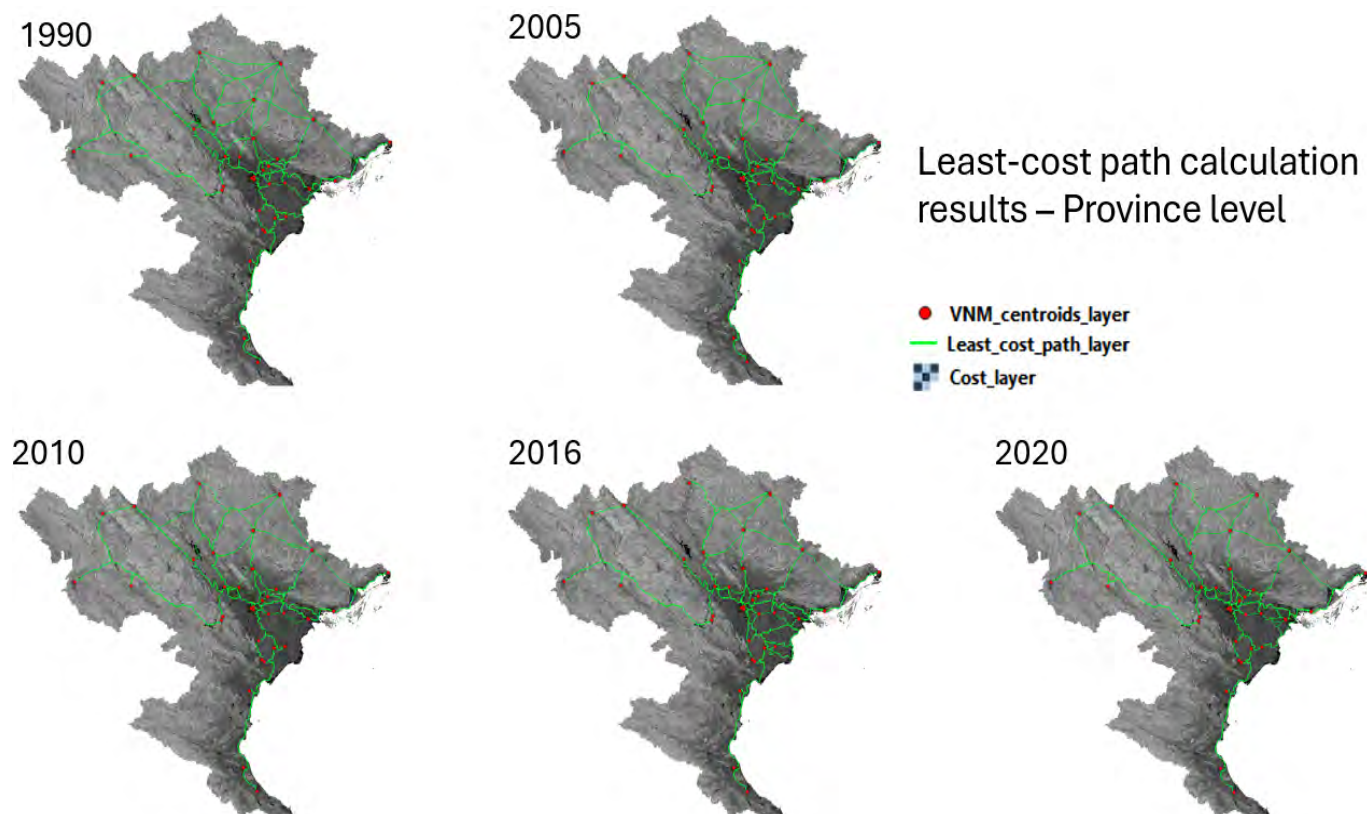 1990
2005
Least-cost path calculation
results – Province level
VNM_centroids_layer
Least_cost_path_layer
Cost_layer
2010
2016
2020